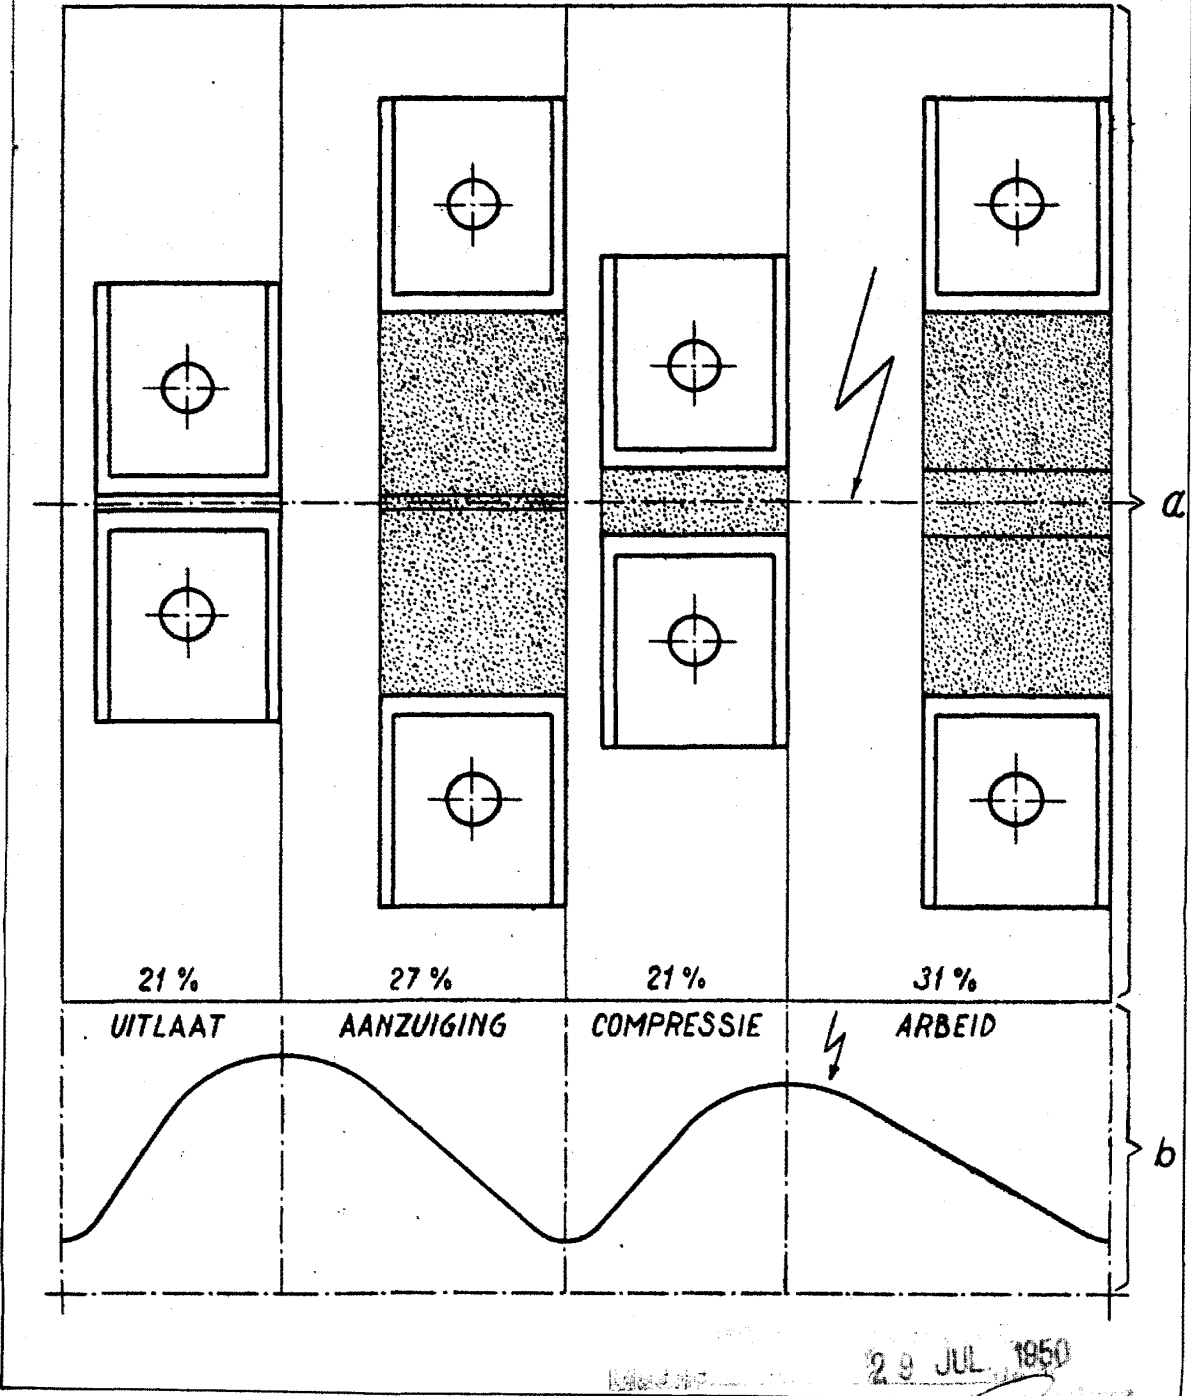 a
21 % 27 % 21 % 31 %
UITLAAT AANZUIGING COMPRESSIE ARBEID
b
29 JUL. 1950